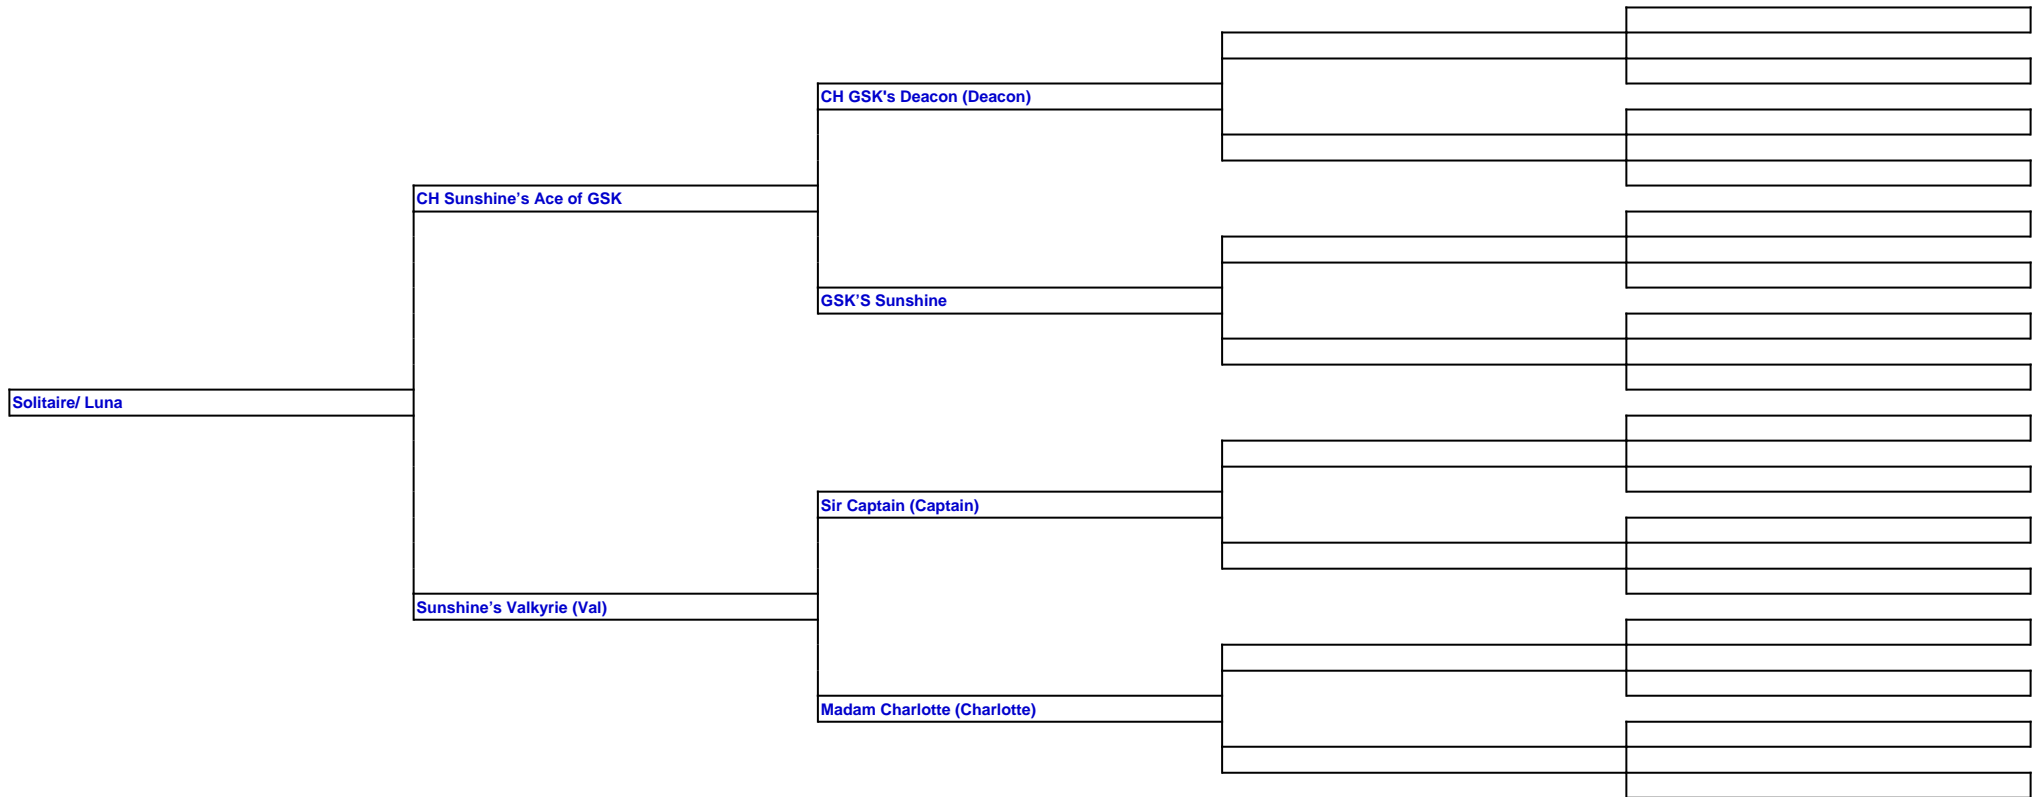 CH GSK's Deacon (Deacon)
CH Sunshine’s Ace of GSK
GSK’S Sunshine
Solitaire/ Luna
Sir Captain (Captain)
Sunshine’s Valkyrie (Val)
Madam Charlotte (Charlotte)